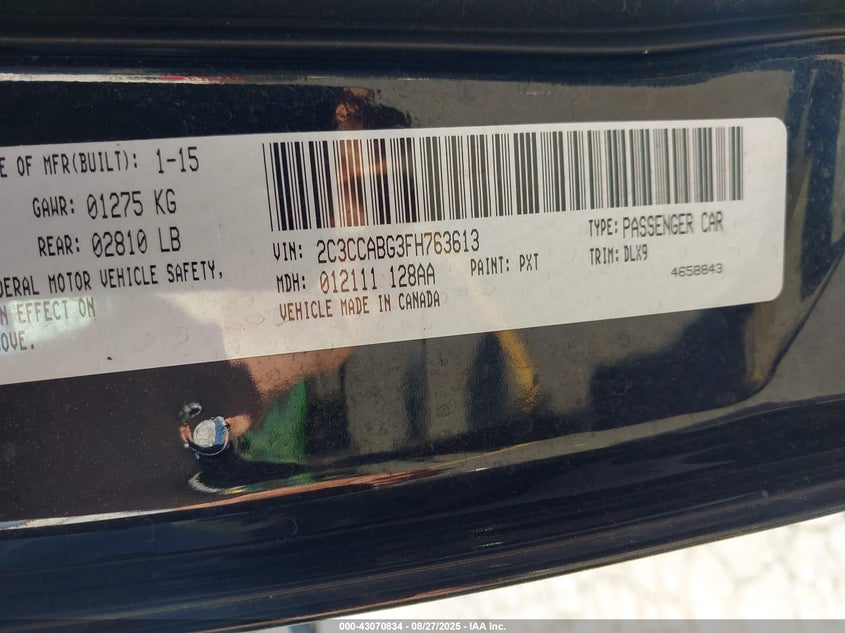 E OF MFR(BUILT): 1-15
GAWR: 01275 KG
REAR: 02810 LB
DERAL MOTOR VEHICLE SAFETY,
N EFFECT ON
OVE.
VIN: 2C3CCABG3FH763613
TYPE: PASSENGER CAR
MDH: 012111 128AA
PAINT: PXT
TRIM: DLX9
VEHICLE MADE IN CANADA
4658843
000-43070834 - 08/27/2025 - IAA Inc.